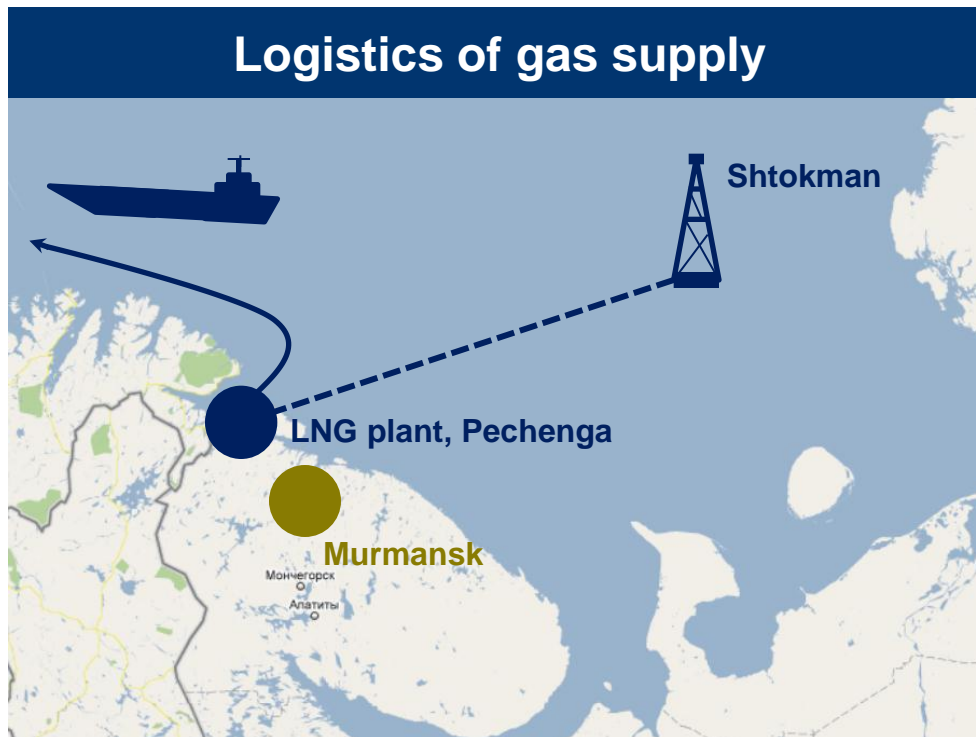 Logistics of gas supply
Shtokman
LNG plant, Pechenga
Murmansk
Мончегорск
Апатиты